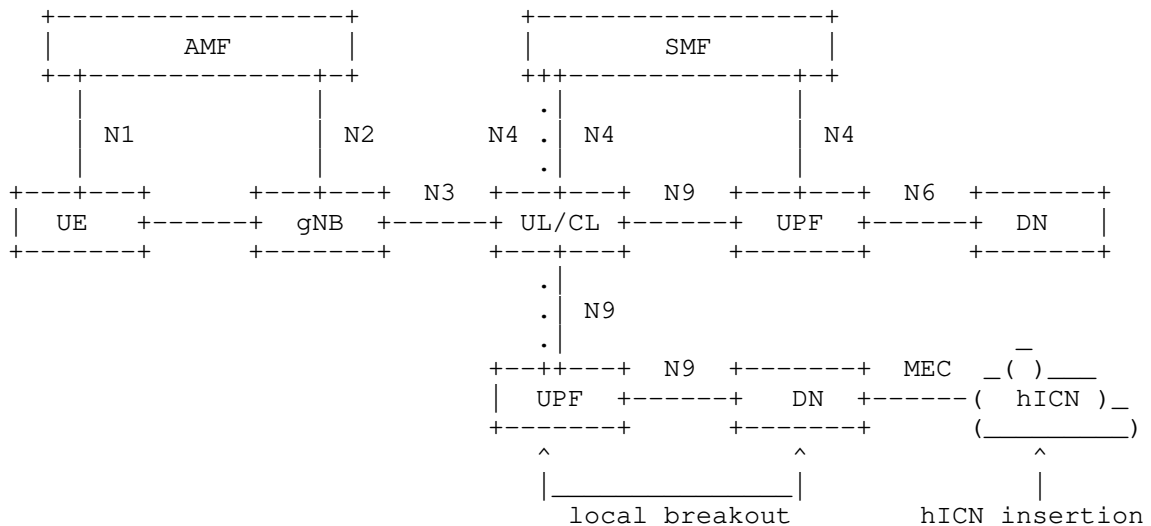 AMF SMF
N1 N2 N4 N4 N4
N3 N9 N6
UE gNB UL/CL UPF DN
N9
N9 MEC
UPF DN hICN
local breakout hICN insertion